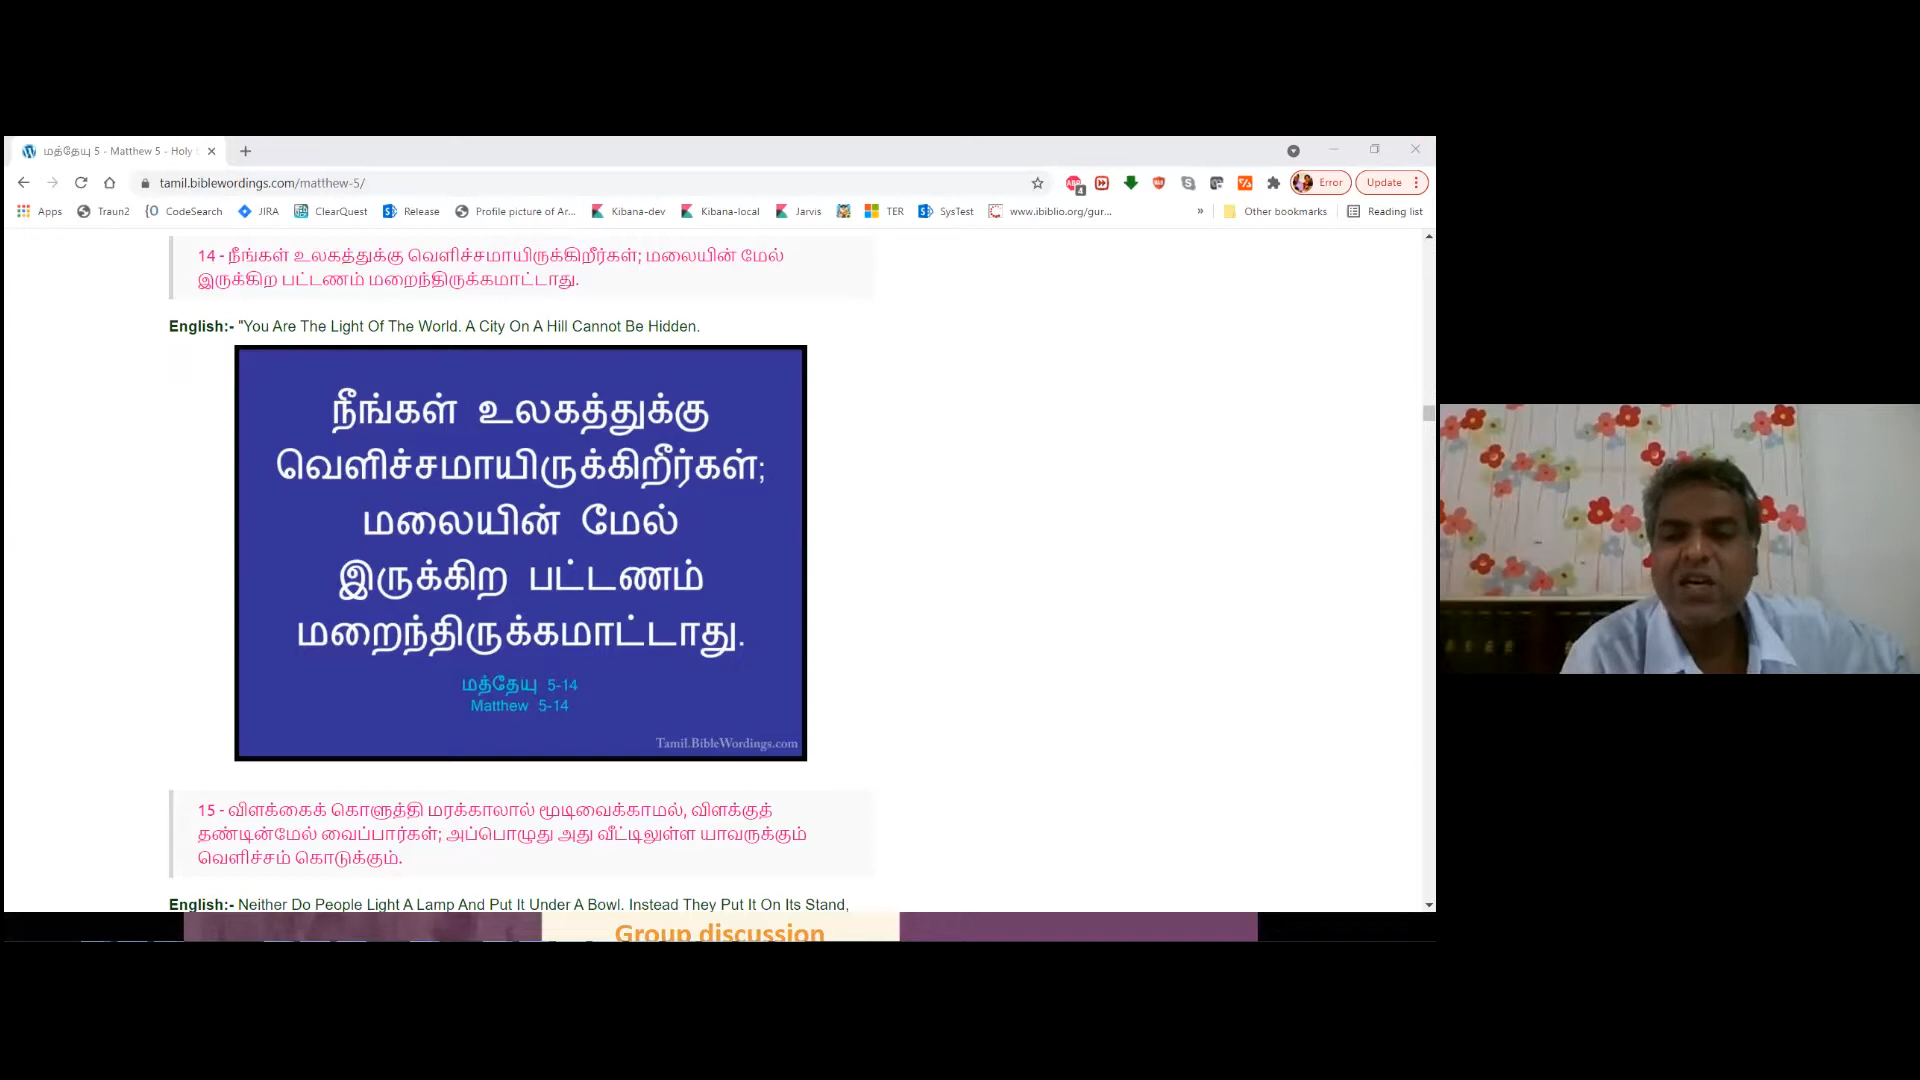 மத்தேயு 5 - Matthew 5 - Holy
tamil.biblewordings.com/matthew-5/
Error
Update
Apps Traun2 CodeSearch JIRA ClearQuest Release Profile picture of Ar... Kibana-dev Kibana-local Jarvis TER SysTest www.ibiblio.org/gur... » Other bookmarks Reading list
14 - நீங்கள் உலகத்துக்கு வெளிச்சமாயிருக்கிறீர்கள்; மலையின் மேல்
இருக்கிற பட்டணம் மறைந்திருக்கமாட்டாது.
English:- "You Are The Light Of The World. A City On A Hill Cannot Be Hidden.
நீங்கள் உலகத்துக்கு
வெளிச்சமாயிருக்கிறீர்கள்;
மலையின் மேல்
இருக்கிற பட்டணம்
மறைந்திருக்கமாட்டாது.
மத்தேயு 5-14
Matthew 5-14
Tamil.BibleWordings.com
15 - விளக்கைக் கொளுத்தி மரக்காலால் மூடிவைக்காமல், விளக்குத்
தண்டின்மேல் வைப்பார்கள்; அப்பொழுது அது வீட்டிலுள்ள யாவருக்கும்
வெளிச்சம் கொடுக்கும்.
English:- Neither Do People Light A Lamp And Put It Under A Bowl. Instead They Put It On Its Stand,
Group discussion